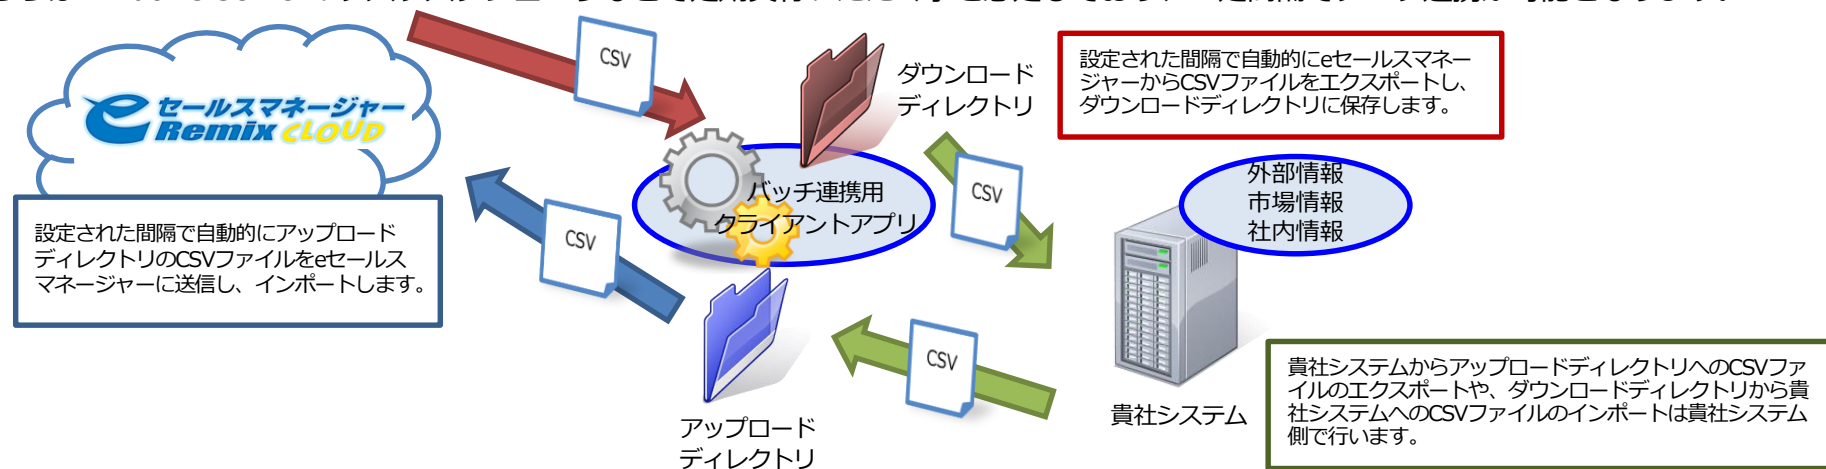 CSV
ダウンロード
ディレクトリ
設定された間隔で自動的にeセールスマネー
ジャーからCSVファイルをエクスポートし、
ダウンロードディレクトリに保存します。
eセールスマネージャー
Remix CLOUD
バッチ連携用
クライアントアプリ
CSV
外部情報
市場情報
社内情報
設定された間隔で自動的にアップロード
ディレクトリのCSVファイルをeセールス
マネージャーに送信し、インポートします。
CSV
CSV
アップロード
ディレクトリ
貴社システム
貴社システムからアップロードディレクトリへのCSVファ
イルのエクスポートや、ダウンロードディレクトリから貴
社システムへのCSVファイルのインポートは貴社システム
側で行います。